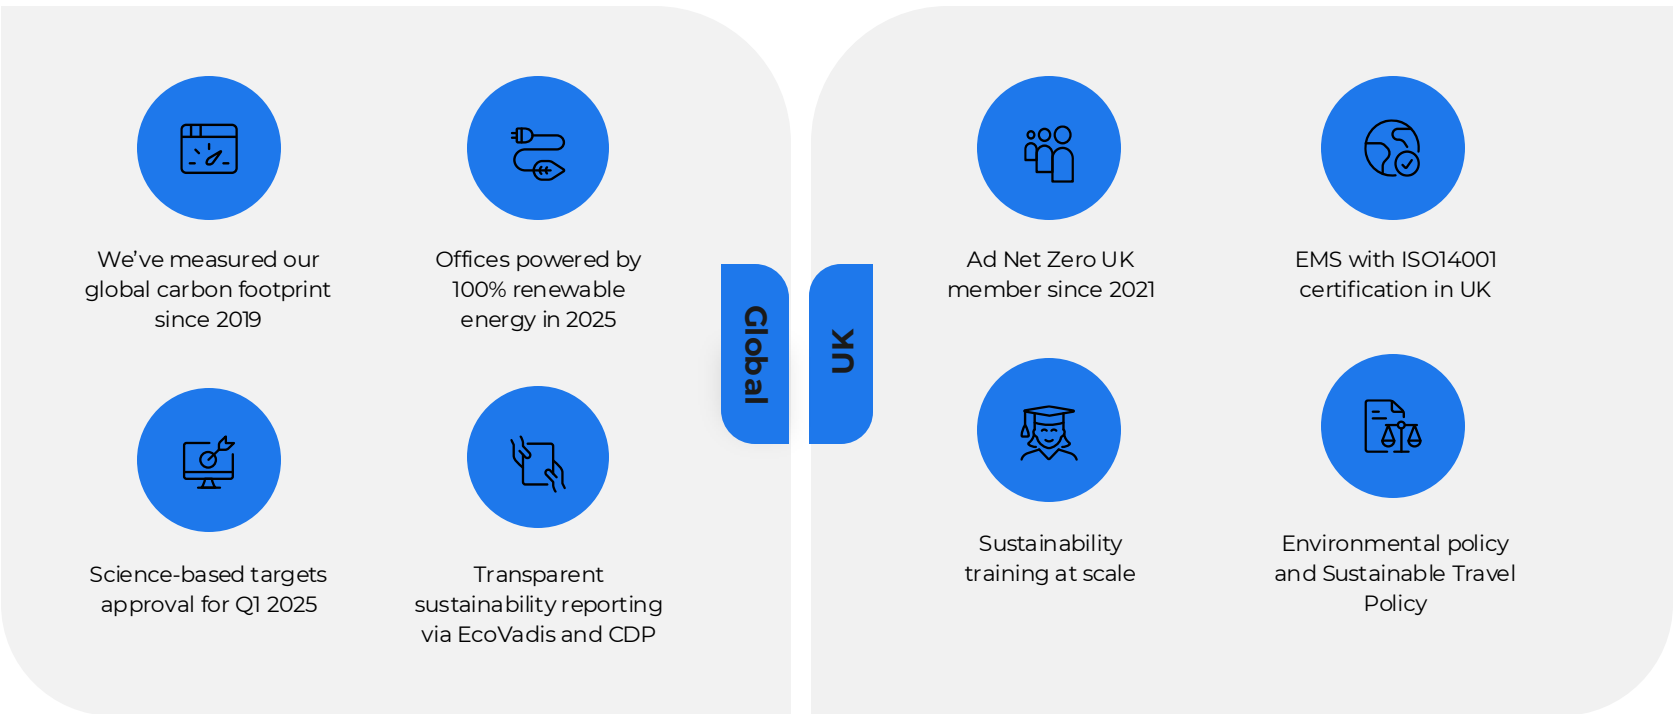 We’ve measured our
global carbon footprint
since 2019
Offices powered by
100% renewable
energy in 2025
Science-based targets
approval for Q1 2025
Transparent
sustainability reporting
via EcoVadis and CDP
Global
UK
Ad Net Zero UK
member since 2021
EMS with ISO14001
certification in UK
Sustainability
training at scale
Environmental policy
and Sustainable Travel
Policy